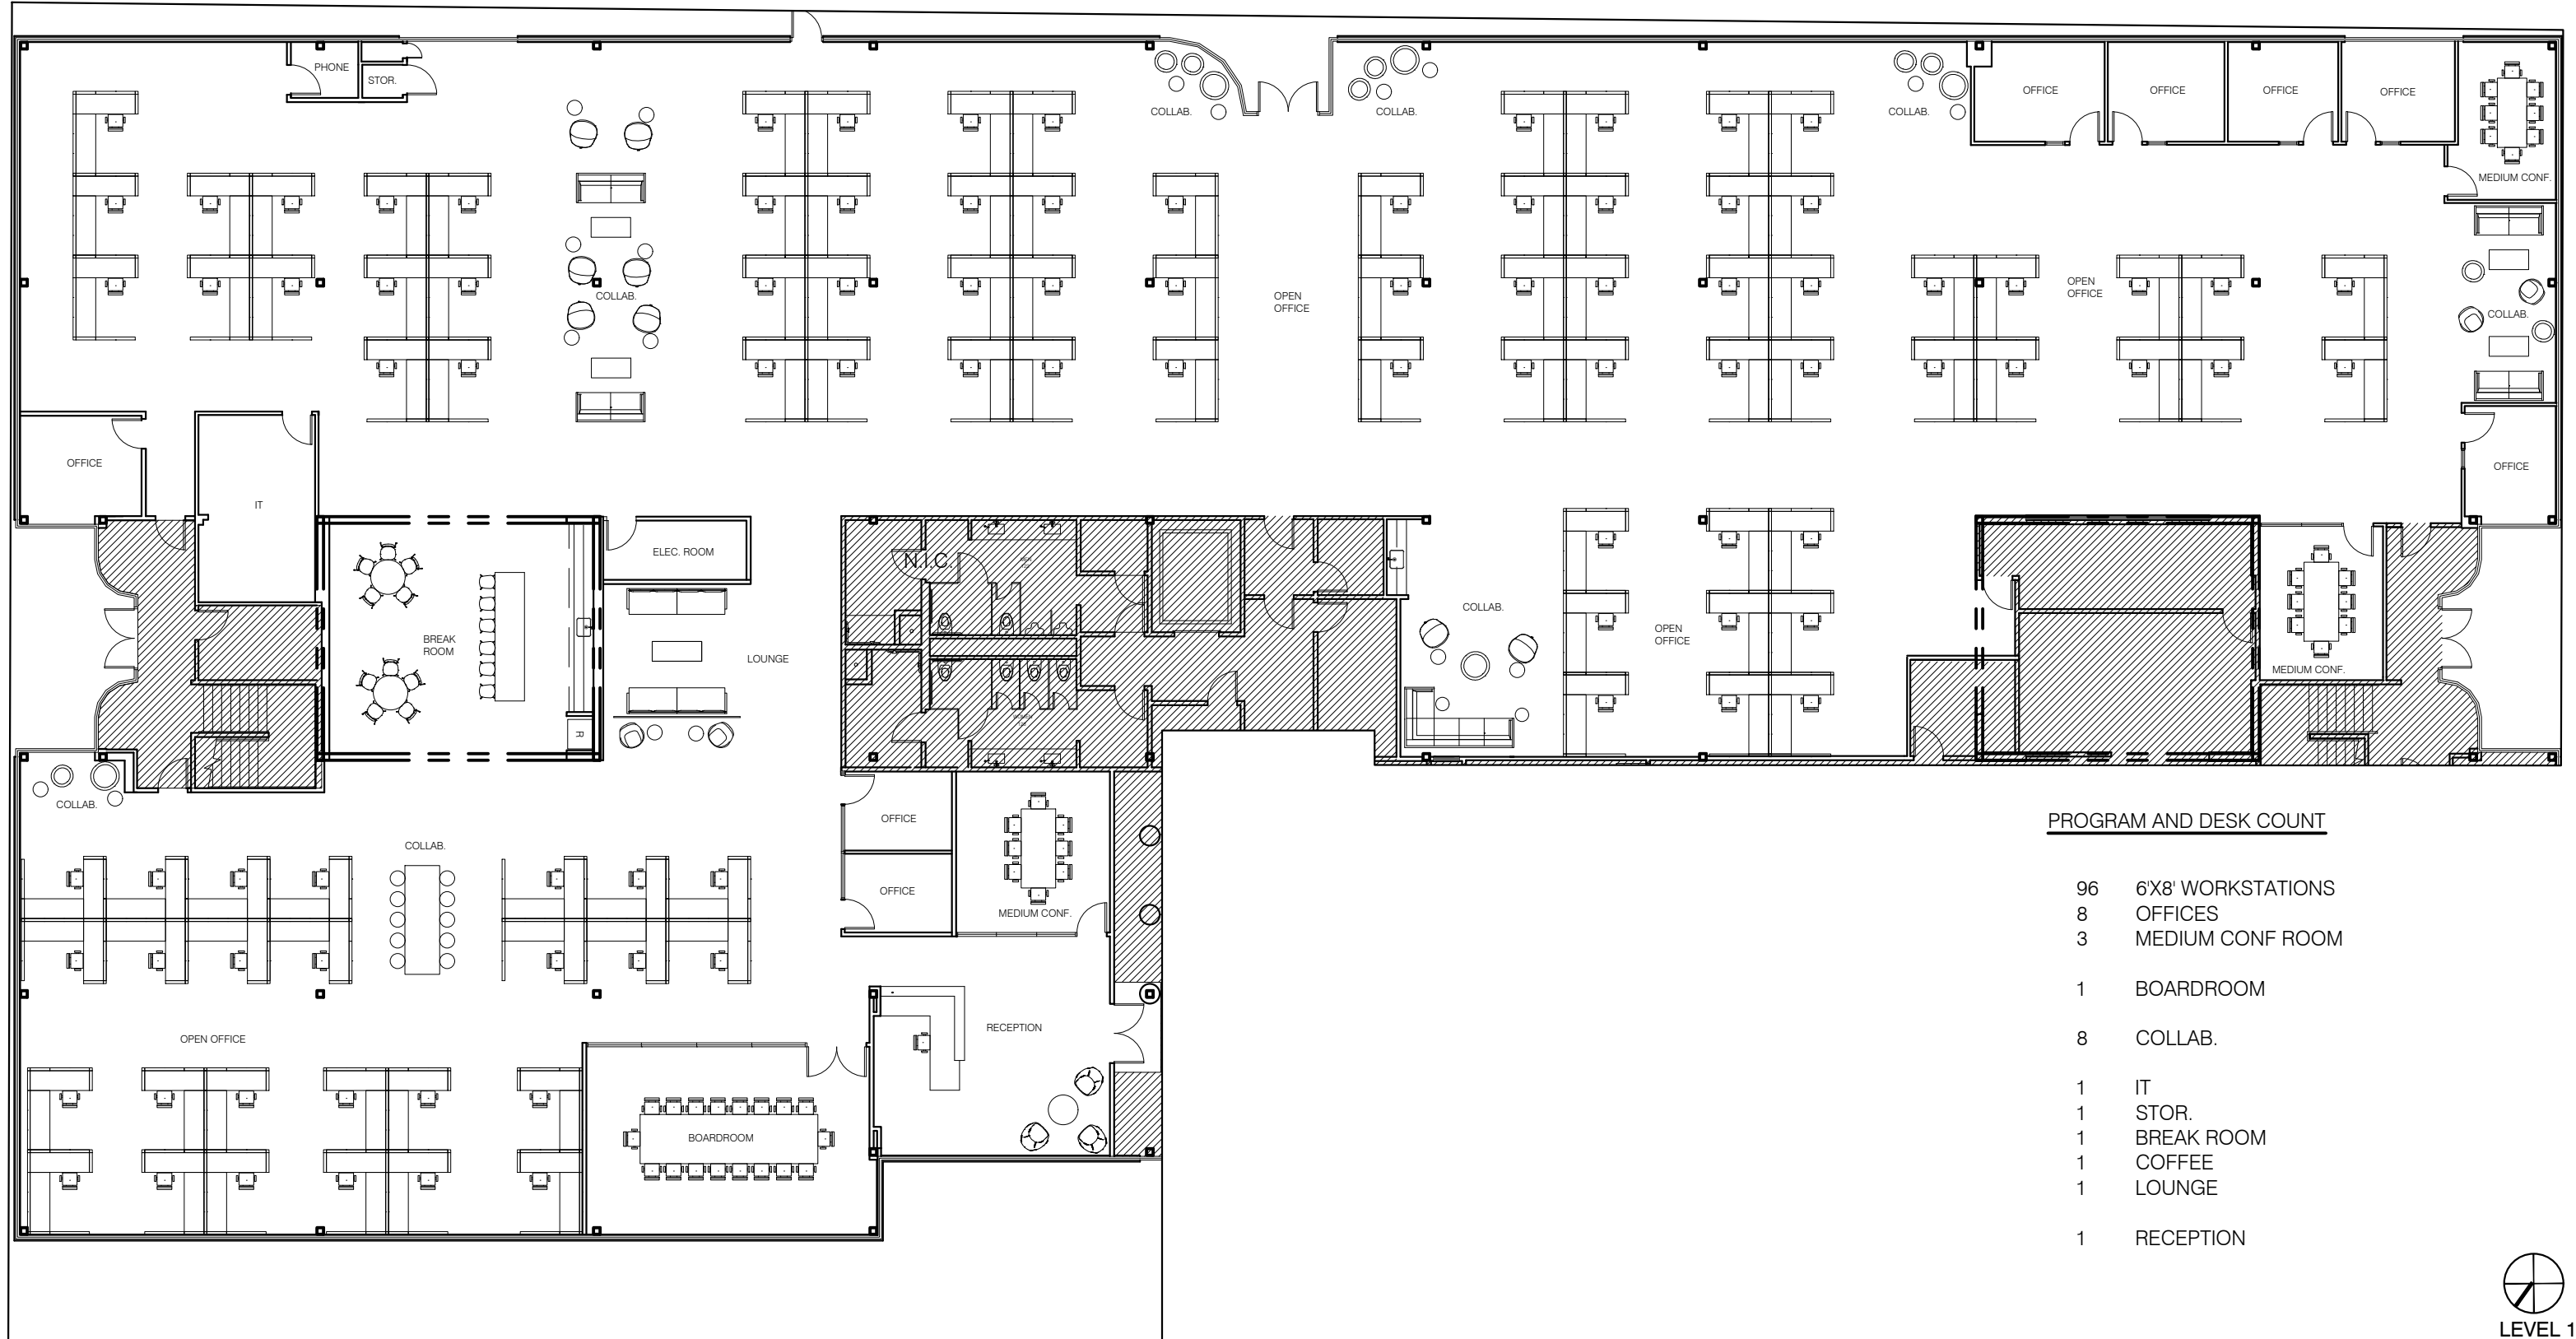 PHONE
STOR.
COLLAB.
COLLAB.
COLLAB.
OFFICE
OFFICE
OFFICE
OFFICE
MEDIUM CONF.
COLLAB.
OPEN
OFFICE
OPEN
OFFICE
COLLAB.
OFFICE
OFFICE
IT
ELEC. ROOM
N.I.C.
BREAK
ROOM
LOUNGE
COLLAB.
OPEN
OFFICE
MEDIUM CONF.
WOMEN
R
COLLAB.
COLLAB.
OFFICE
OFFICE
MEDIUM CONF.
OPEN OFFICE
RECEPTION
BOARDROOM
PROGRAM AND DESK COUNT
96 6'X8' WORKSTATIONS
8 OFFICES
3 MEDIUM CONF ROOM
1 BOARDROOM
8 COLLAB.
1 IT
1 STOR.
1 BREAK ROOM
1 COFFEE
1 LOUNGE
1 RECEPTION
LEVEL 1